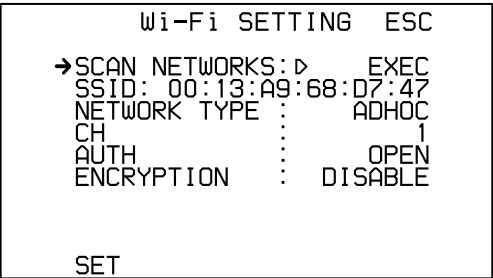 Wi-Fi SETTING ESC
➔SCAN NETWORKS:▷ EXEC
SSID: 00:13:A9:68:D7:47
NETWORK TYPE : ADHOC
CH : 1
AUTH : OPEN
ENCRYPTION : DISABLE
SET